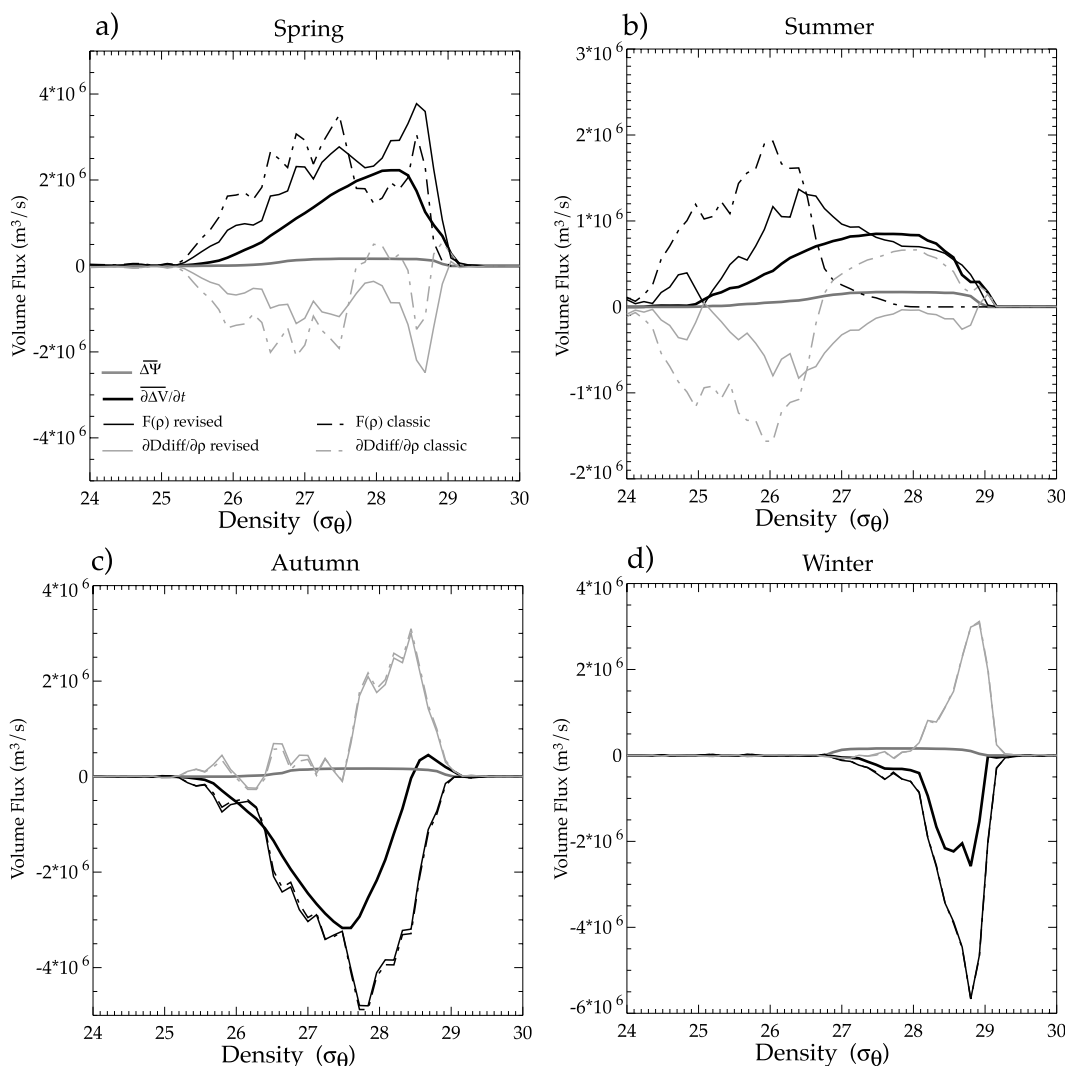 a)
Spring
4*10 6
2*10 6
0
-2*10 6
-4*10 6
Volume Flux (m³/s)
ΔΨ
∂ΔV/∂t
F(ρ) revised
F(ρ) classic
∂Ddiff/∂ρ revised
∂Ddiff/∂ρ classic
24 25 26 27 28 29 30
Density (σθ)
b)
Summer
3*10 6
2*10 6
1*10 6
0
-1*10 6
-2*10 6
Volume Flux (m³/s)
24 25 26 27 28 29 30
Density (σθ)
c)
Autumn
4*10 6
2*10 6
0
-2*10 6
-4*10 6
Volume Flux (m³/s)
24 25 26 27 28 29 30
Density (σθ)
d)
Winter
4*10 6
2*10 6
0
-2*10 6
-4*10 6
-6*10 6
Volume Flux (m³/s)
24 25 26 27 28 29 30
Density (σθ)